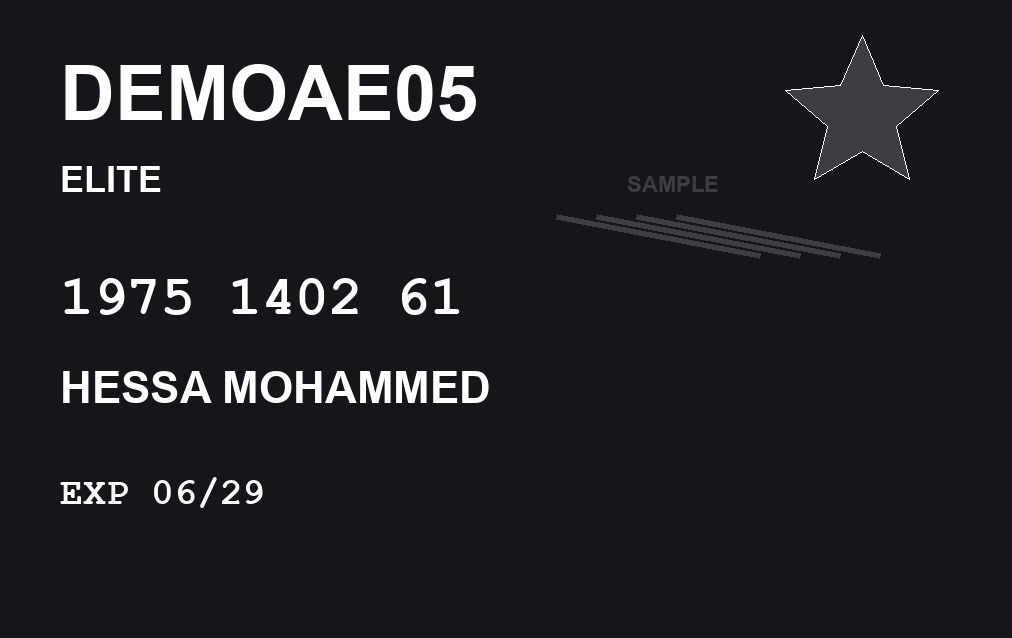 DEMOAE05
ELITE
SAMPLE
1975 1402 61
HESSA MOHAMMED
EXP 06/29